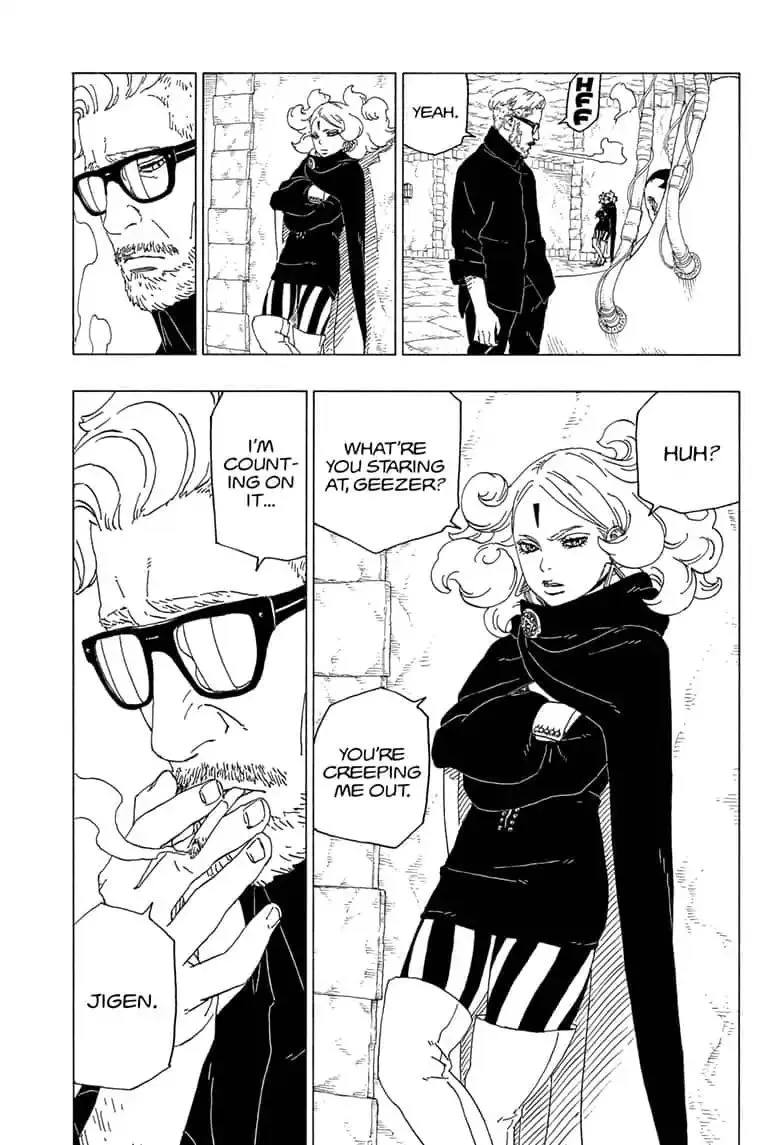 HFF
YEAH.
HUH?
WHAT'RE
YOU STARING
AT, GEEZER?
YOU'RE
CREEPING
ME OUT.
I'M
COUNT-
ING ON
IT...
JIGEN.